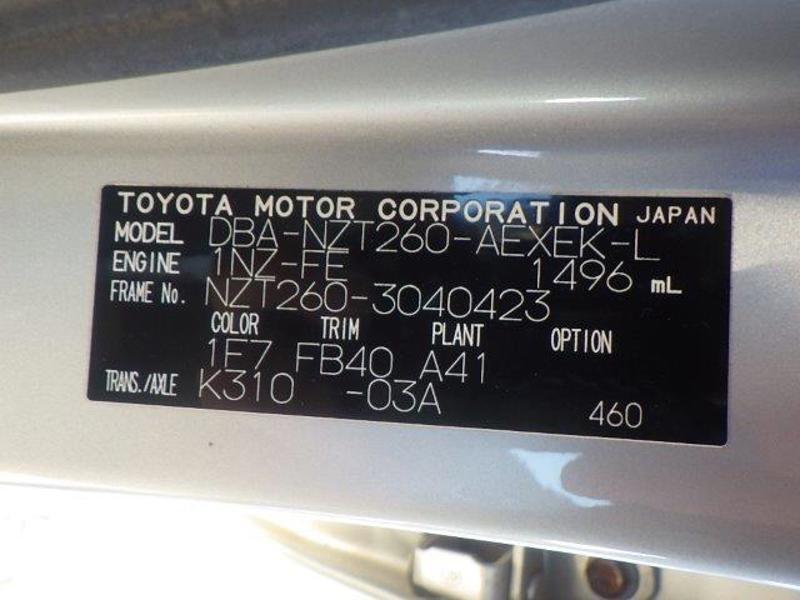 TOYOTA MOTOR CORPORATION JAPAN
MODEL DBA-NZT260-AEXEK-L
ENGINE 1NZ-FE 1496 mL
FRAME No. NZT260-3040423
COLOR TRIM PLANT OPTION
1E7 FB40 A41
TRANS./AXLE K310 -03A 460